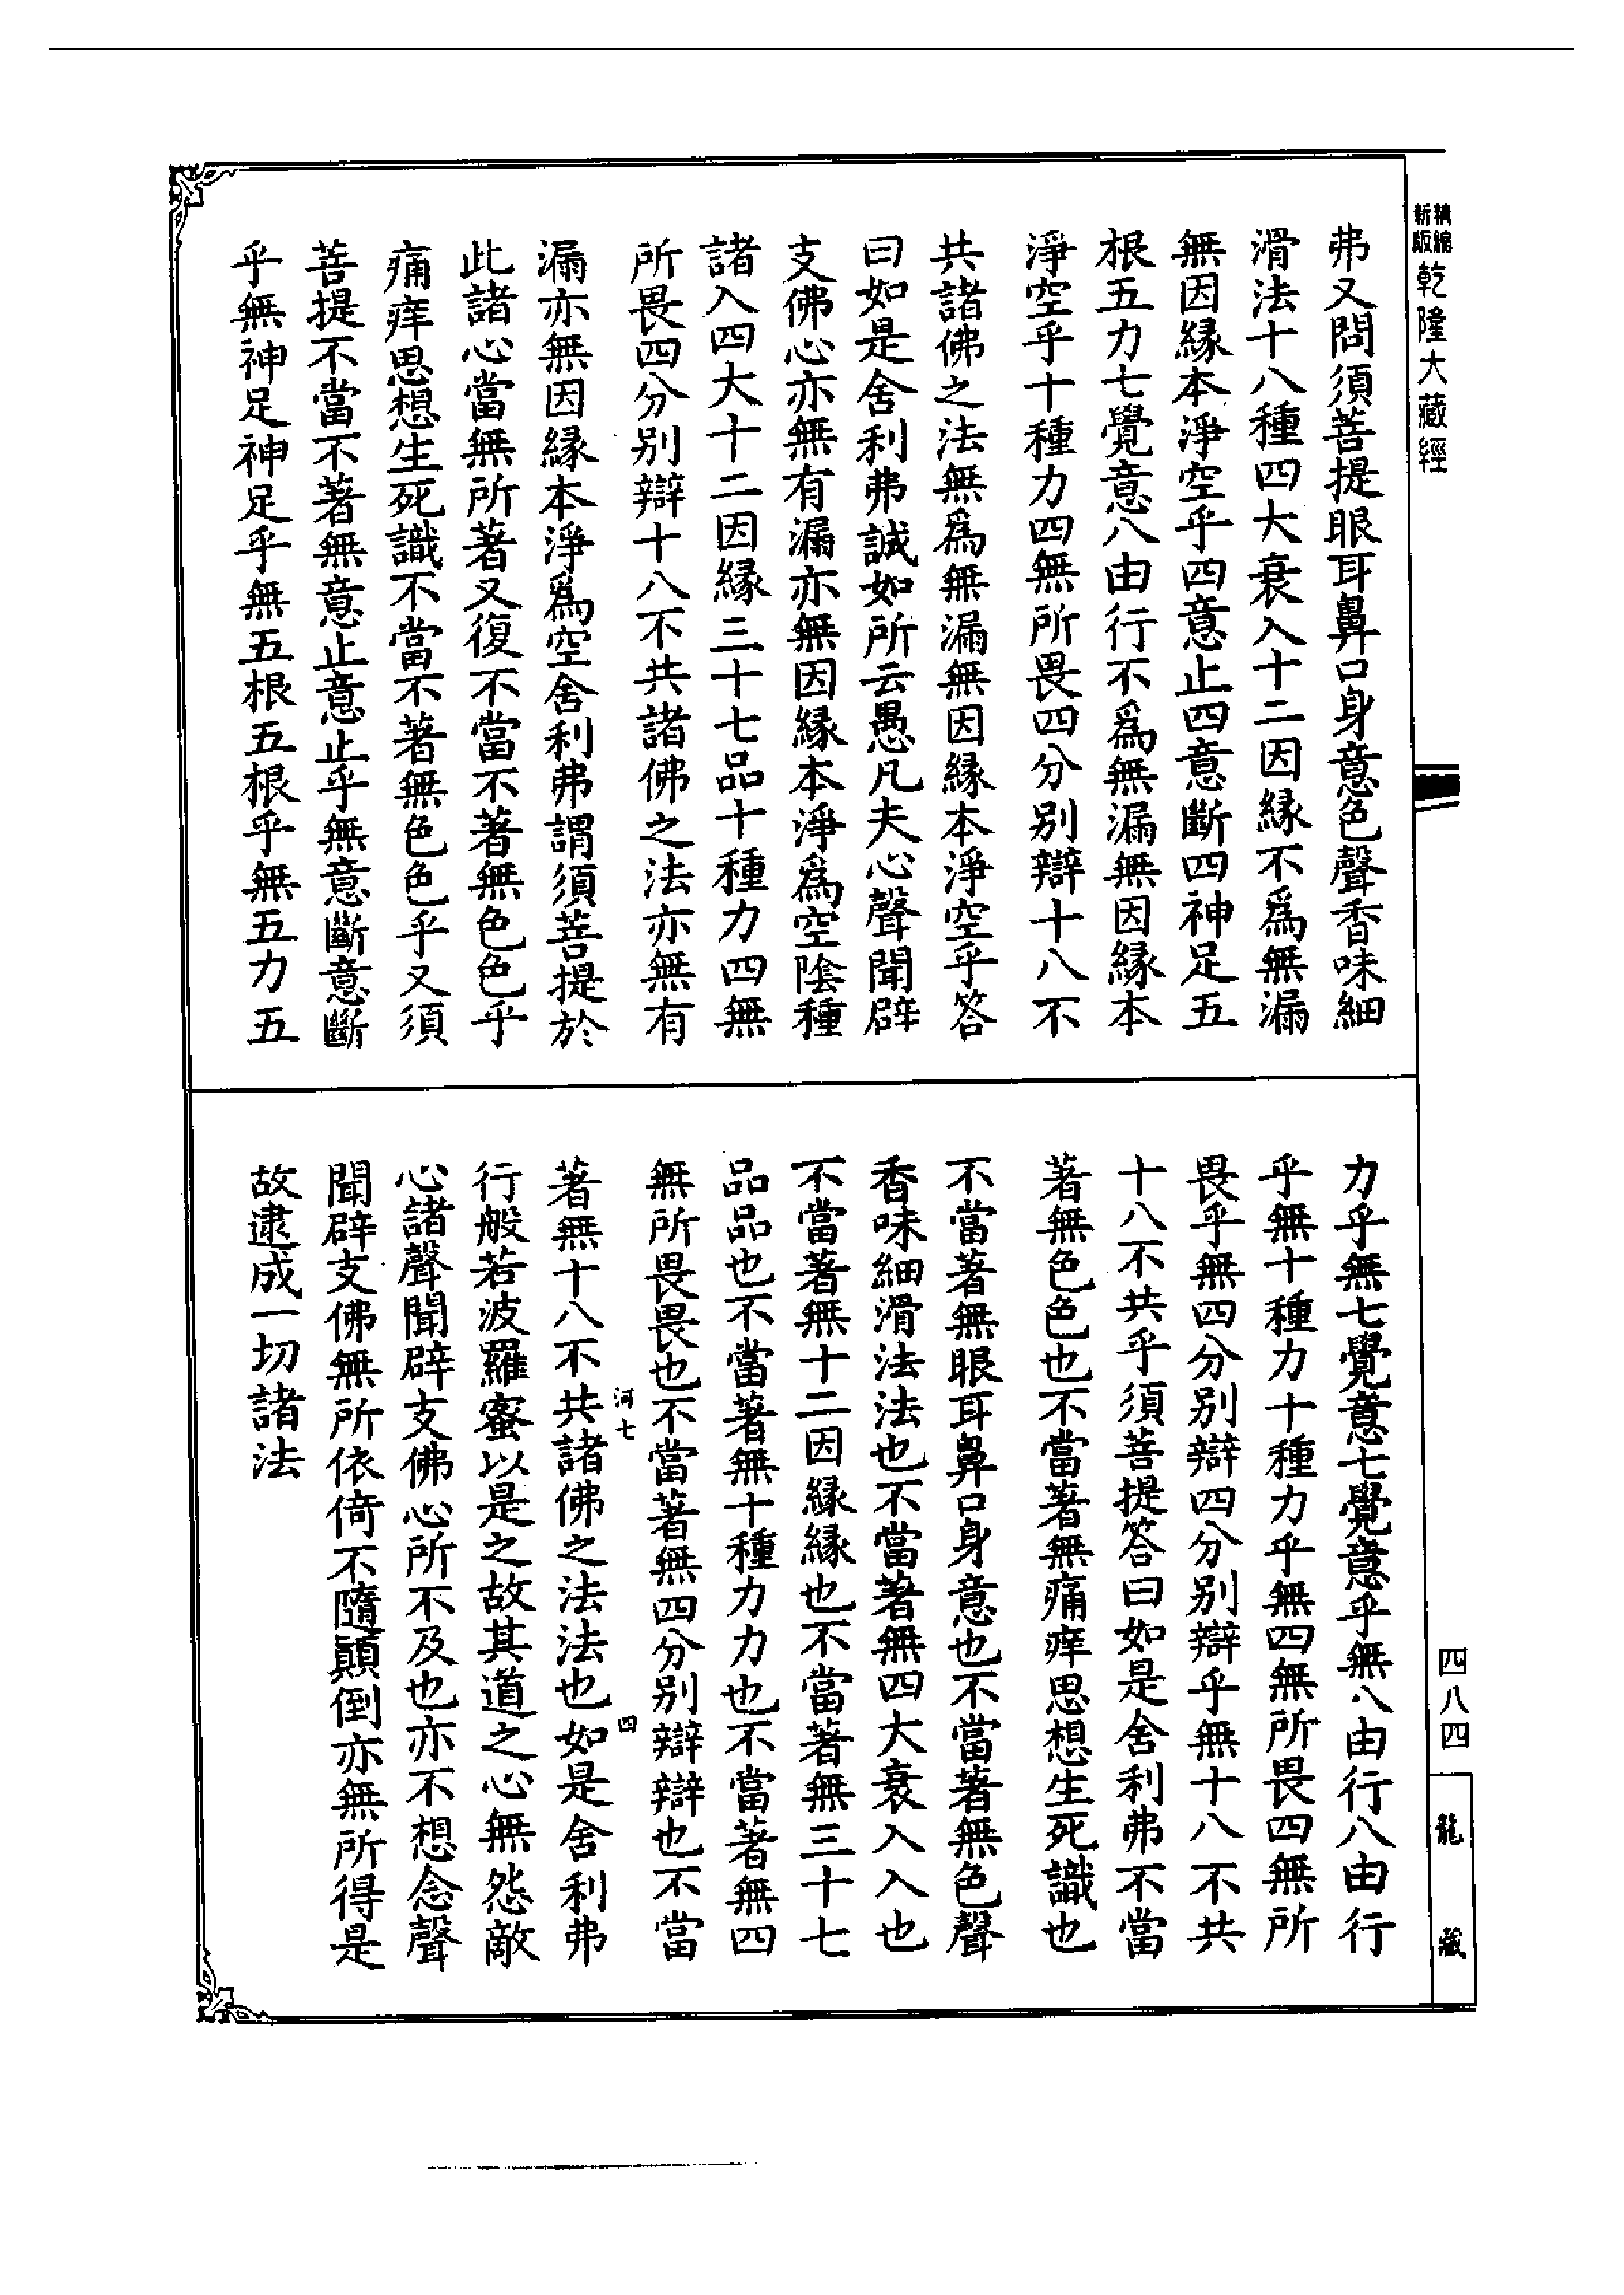 新版精縮乾隆大藏經
弗又問須菩提眼耳鼻口身意色聲香味細
滑法十八種四大衰入十二因緣不爲無漏
無因緣本淨空乎四意止四意斷四神足五
根五力七覺意八由行不爲無漏無因緣本
淨空乎十種力四無所畏四分別辯十八不
共諸佛之法無爲無漏無因緣本淨空乎答
曰如是舍利弗誠如所云愚凡夫心聲聞辟
支佛心亦無有漏亦無因緣本淨爲空陰種
諸入四大十二因緣三十七品十種力四無
所畏四分別辯十八不共諸佛之法亦無有
漏亦無因緣本淨爲空舍利弗謂須菩提於
此諸心當無所著又復不當不著無色色乎
痛痒思想生死識不當不著無色色乎又須
菩提不當不著無意止意止乎無意斷意斷
乎無神足神足乎無五根五根乎無五力五
力乎無七覺意七覺意乎無八由行八由行
乎無十種力十種力乎無四無所畏四無所
畏乎無四分別辯四分別辯乎無十八不共
十八不共乎須菩提答曰如是舍利弗不當
著無色色也不當著無痛痒思想生死識也
不當著無眼耳鼻口身意也不當著無色聲
香味細滑法法也不當著無四大衰入入也
不當著無十二因緣緣也不當著無三十七
品品也不當著無十種力力也不當著無四
無所畏畏也不當著無四分別辯辯也不當
河七 四
著無十八不共諸佛之法法也如是舍利弗
行般若波羅蜜以是之故其道之心無怨敵
心諸聲聞辟支佛心所不及也亦不想念聲
聞辟支佛無所依倚不隨顛倒亦無所得是
故逮成一切諸法
四八四
龍藏